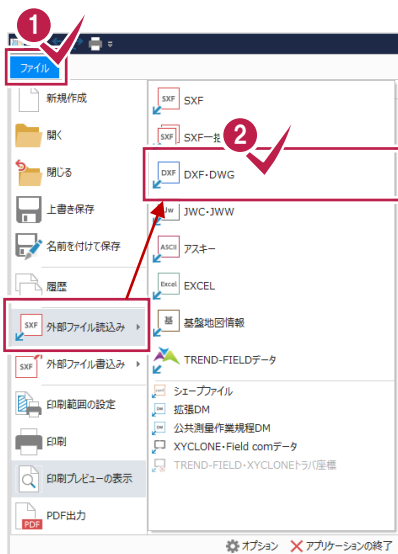 1
ファイル
新規作成
開く
閉じる
上書き保存
名前を付けて保存
履歴
SXF 外部ファイル読込み
SXF 外部ファイル書込み
印刷範囲の設定
印刷
印刷プレビューの表示
PDF PDF出力
SXF SXF
SXF SXF一括
2
DXF DXF・DWG
Jw JWC・JWW
ASCII アスキー
Excel EXCEL
基 基盤地図情報
TREND-FIELDデータ
シェープファイル
DM 拡張DM
DM 公共測量作業規程DM
XYCLONE・Field comデータ
TREND-FIELD・XYCLONEトラバ座標
オプション
アプリケーションの終了